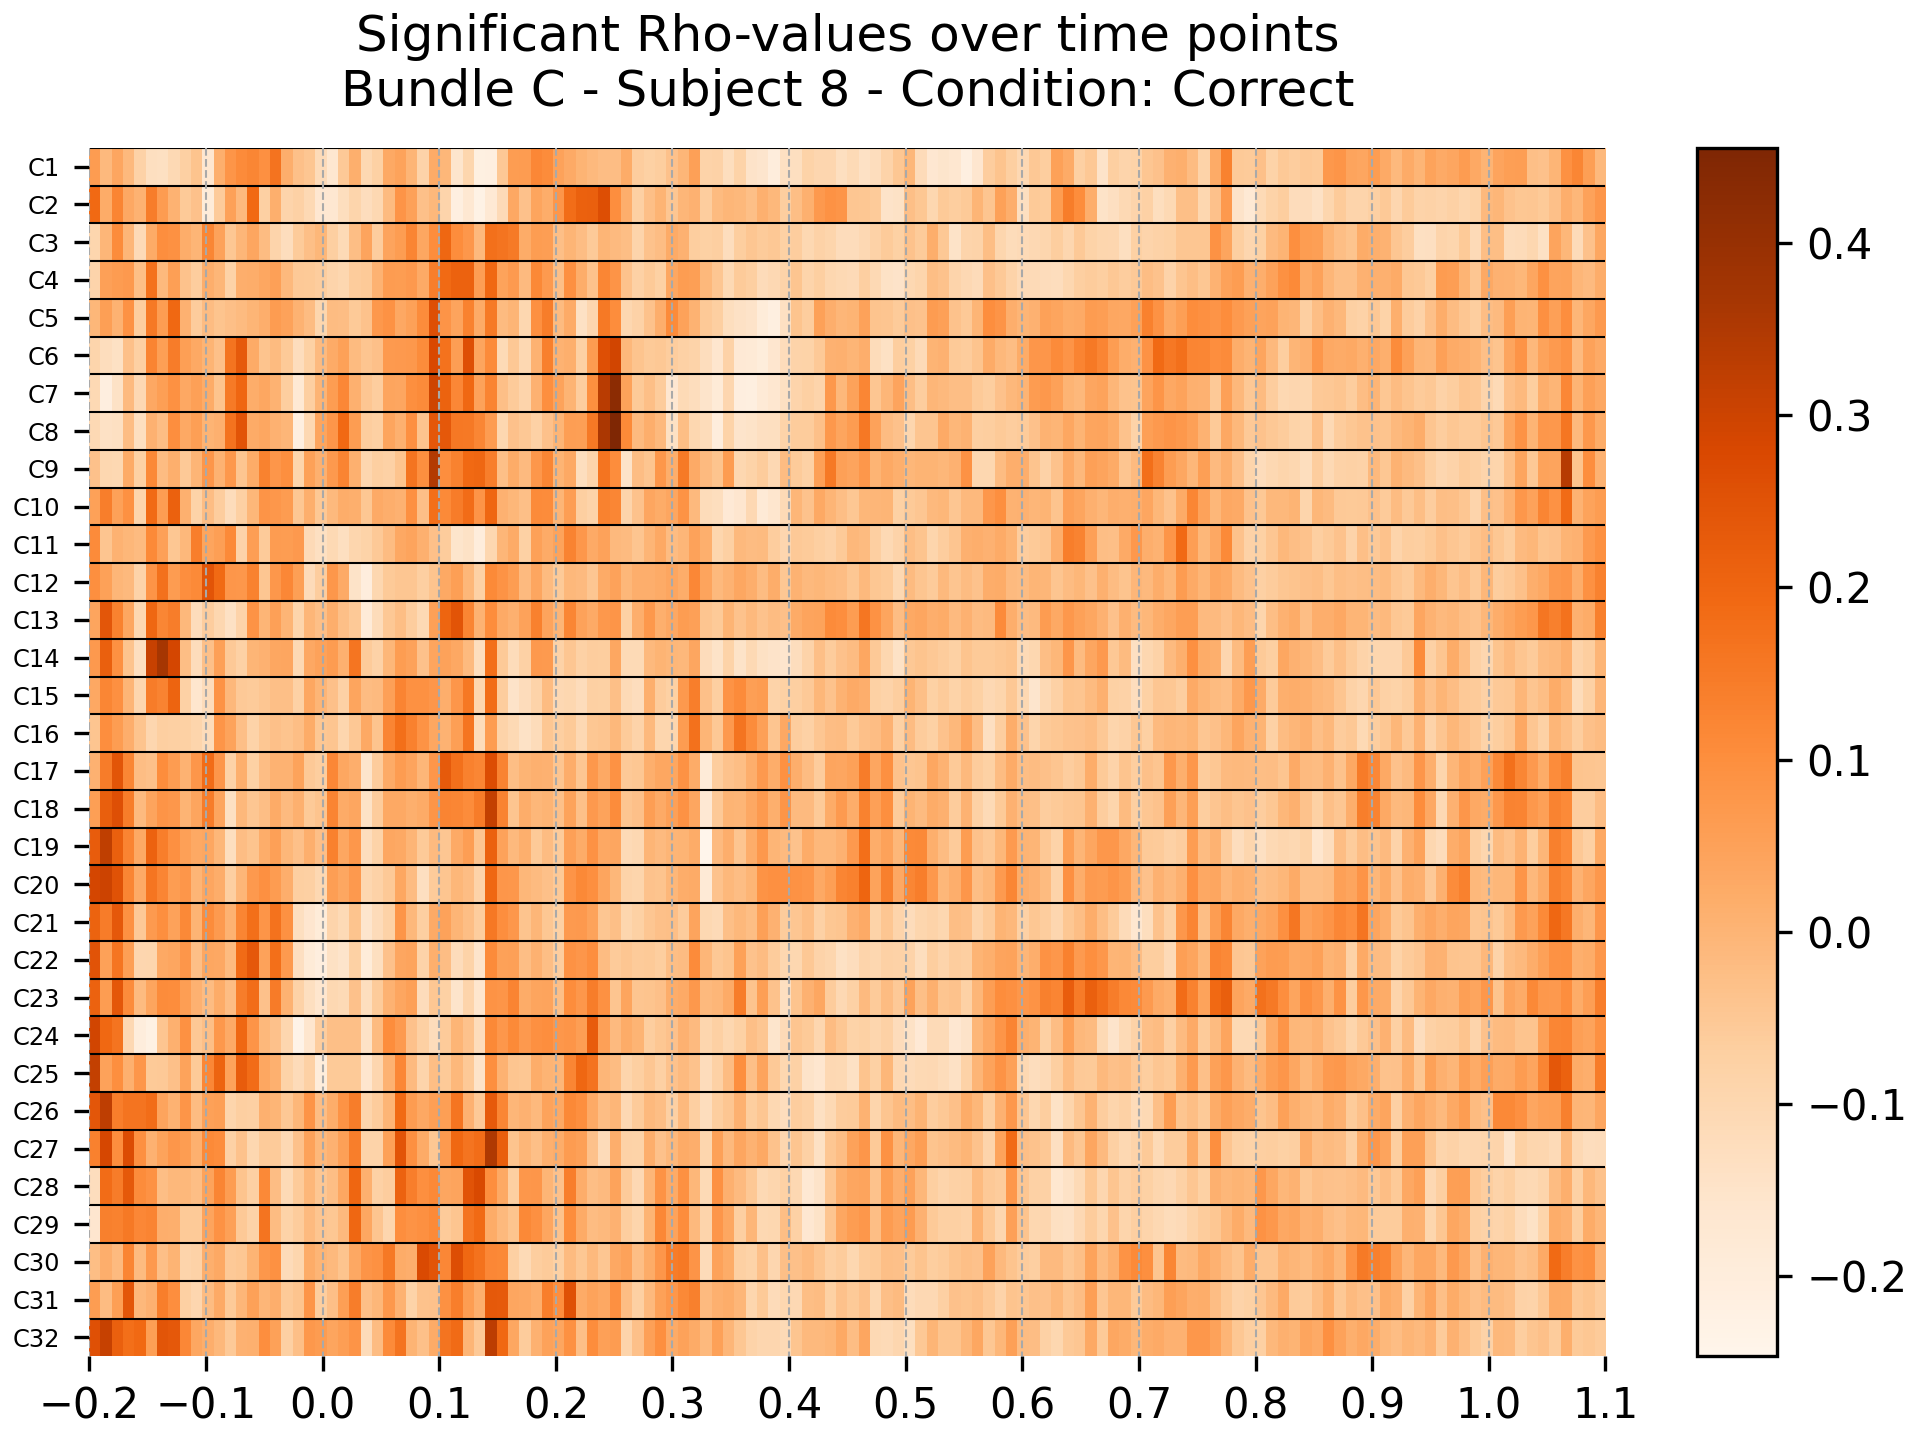 Significant Rho-values over time points
Bundle C - Subject 8 - Condition: Correct
C1
C2
C3
C4
C5
C6
C7
C8
C9
C10
C11
C12
C13
C14
C15
C16
C17
C18
C19
C20
C21
C22
C23
C24
C25
C26
C27
C28
C29
C30
C31
C32
−0.2 −0.1 0.0 0.1 0.2 0.3 0.4 0.5 0.6 0.7 0.8 0.9 1.0 1.1
0.4
0.3
0.2
0.1
0.0
−0.1
−0.2